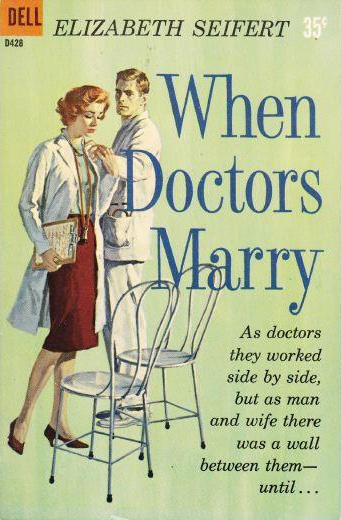 DELL
D428
ELIZABETH SEIFERT
35¢
When
Doctors
Marry
As doctors
they worked
side by side,
but as man
and wife there
was a wall
between them—
until...